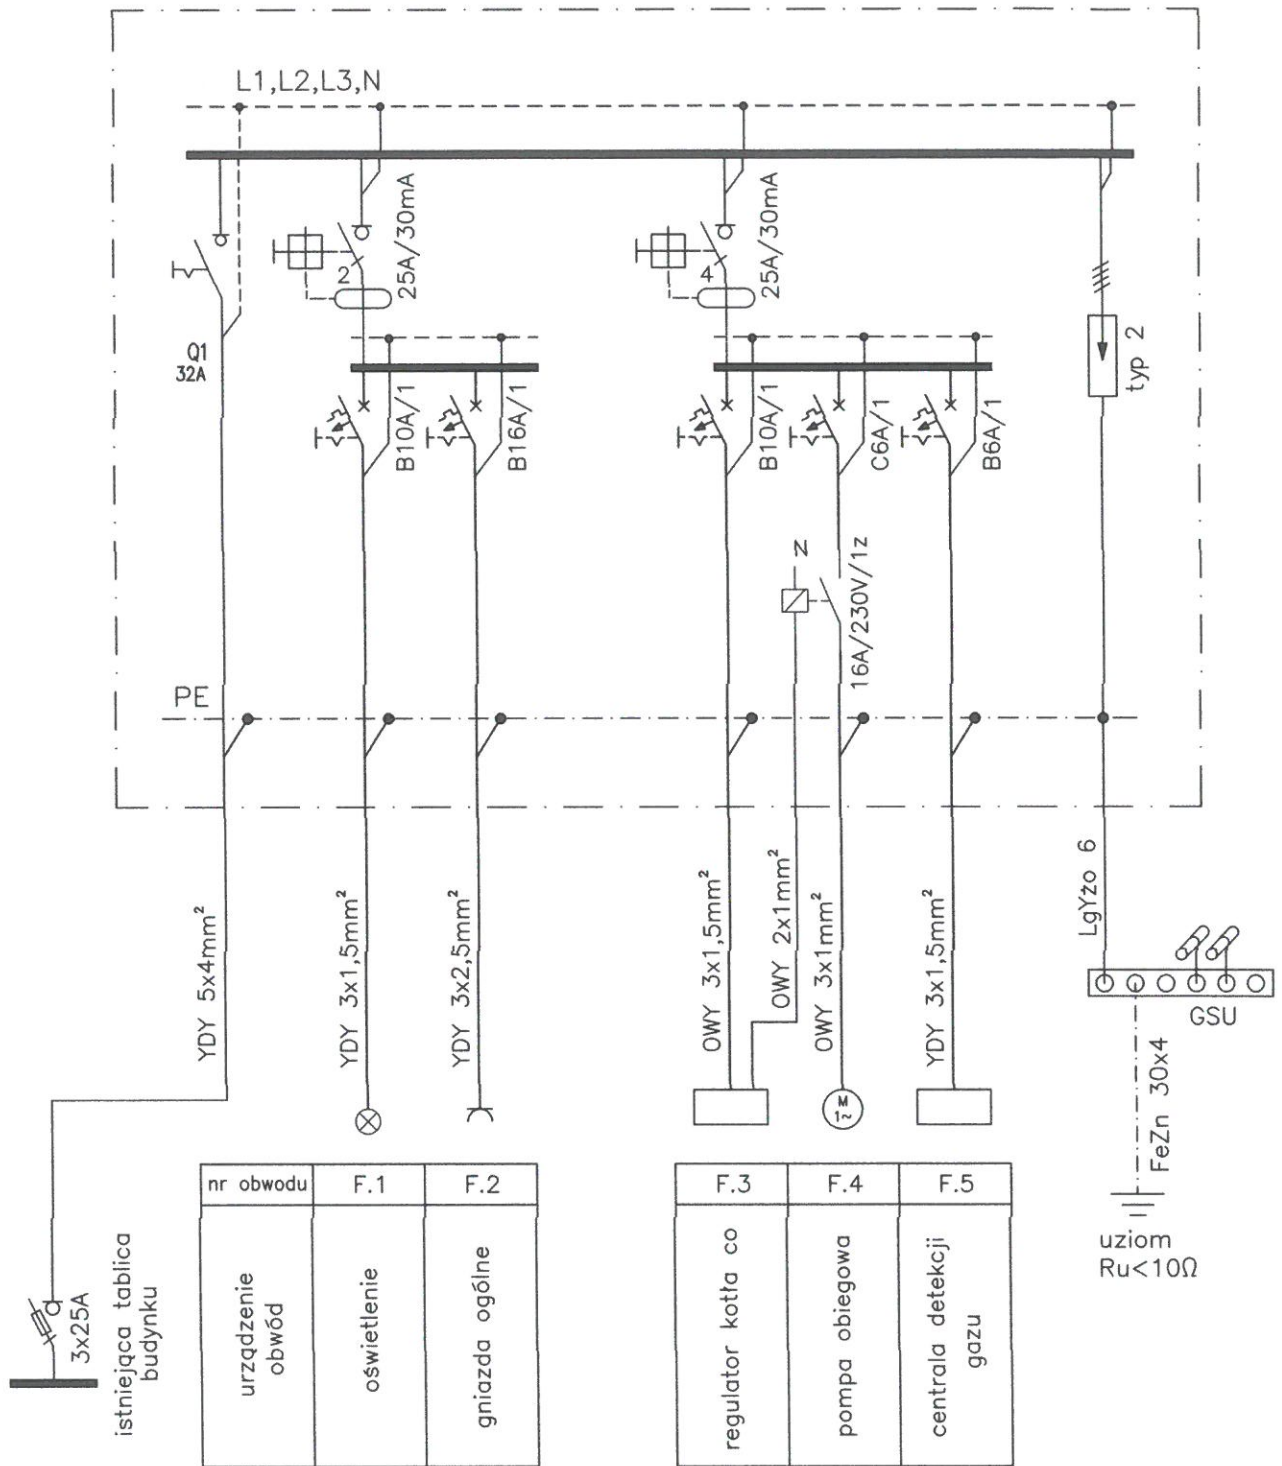 L1,L2,L3,N
25A/30mA
2
25A/30mA
4
Q1
32A
typ 2
B10A/1
B16A/1
B10A/1
C6A/1
B6A/1
N
16A/230V/1z
PE
YDY 5x4mm²
YDY 3x1,5mm²
YDY 3x2,5mm²
OWY 3x1,5mm²
OWY 2x1mm²
OWY 3x1mm²
YDY 3x1,5mm²
LgYżo 6
GSU
FeZn 30x4
M
1~
uziom
Ru<10Ω
3x25A
istniejąca tablica
budynku
nr obwodu
F.1
F.2
urządzenie
obwód
oświetlenie
gniazda ogólne
F.3
F.4
F.5
regulator kotła co
pompa obiegowa
centrala detekcji
gazu